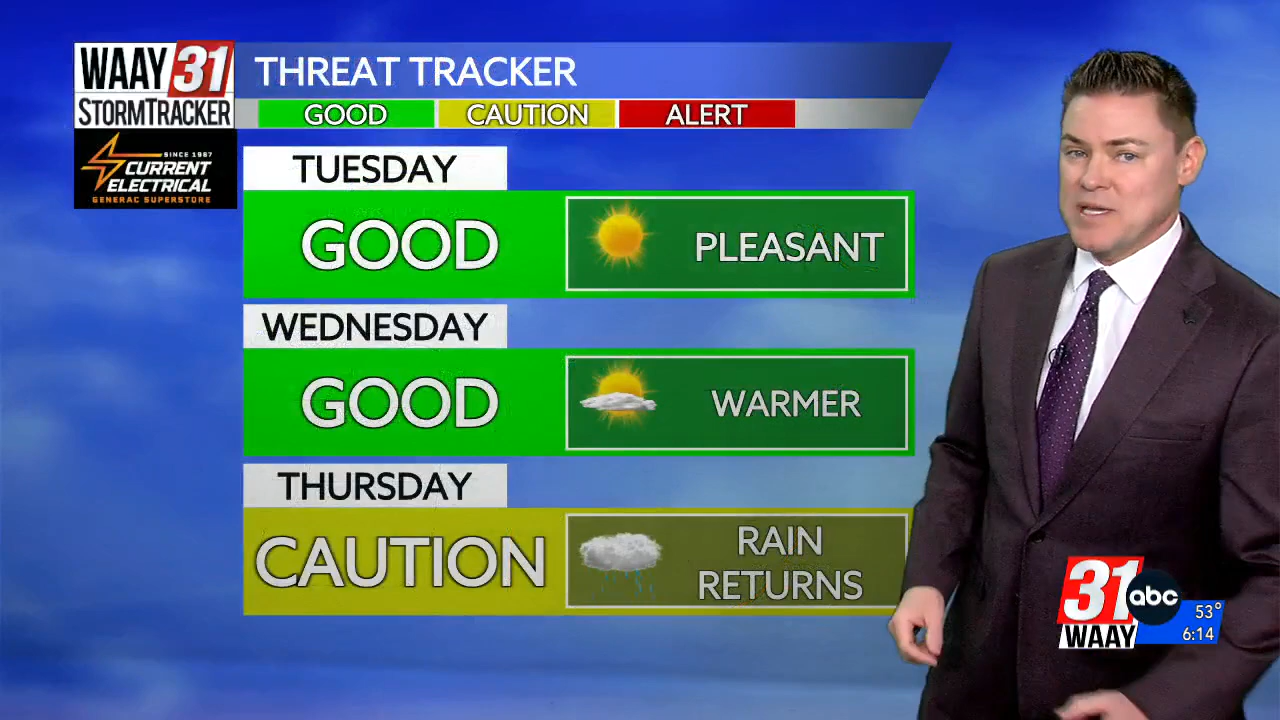 WAAY 31
STORMTRACKER
THREAT TRACKER
GOOD
CAUTION
ALERT
SINCE 1987
CURRENT
ELECTRICAL
GENERAC SUPERSTORE
TUESDAY
GOOD
PLEASANT
WEDNESDAY
GOOD
WARMER
THURSDAY
CAUTION
RAIN
RETURNS
31
abc
WAAY
53°
6:14